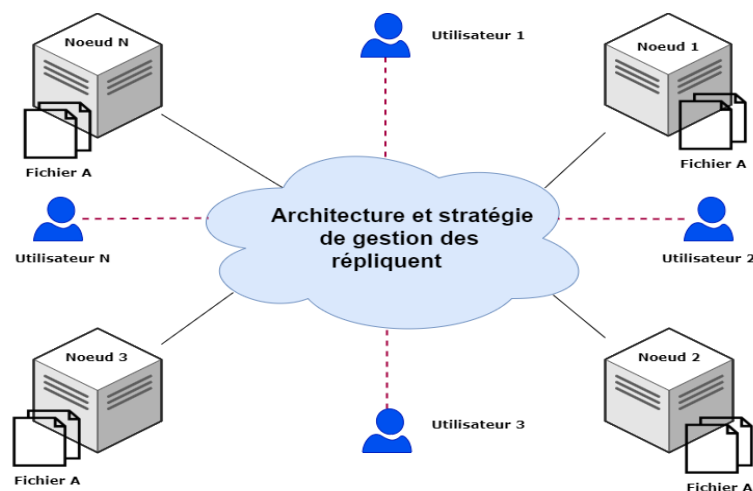 Noeud N
Utilisateur 1
Noeud 1
Fichier A
Fichier A
Utilisateur N
Architecture et stratégie
de gestion des
répliquent
Utilisateur 2
Noeud 3
Noeud 2
Utilisateur 3
Fichier A
Fichier A